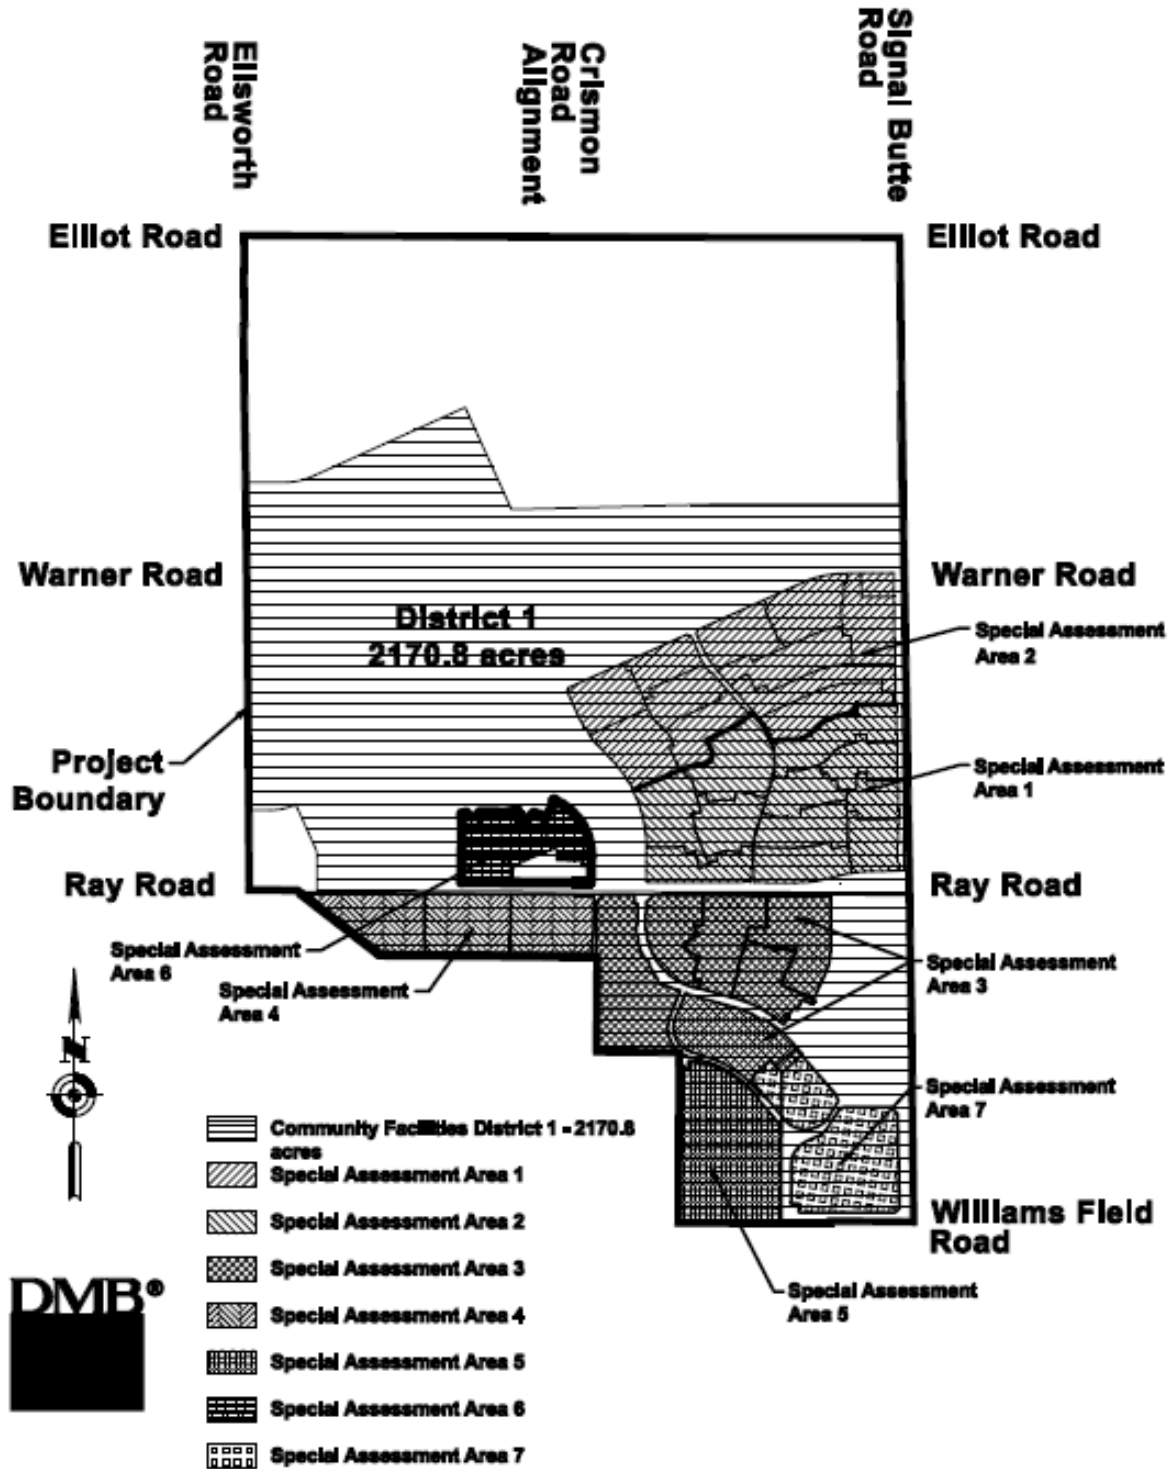 Ellsworth
Road
Crismon
Road
Alignment
Signal Butte
Road
Elliot Road
Elliot Road
Warner Road
Warner Road
District 1
2170.8 acres
Special Assessment
Area 2
Project
Boundary
Special Assessment
Area 1
Ray Road
Ray Road
Special Assessment
Area 6
Special Assessment
Area 4
Special Assessment
Area 3
N
Special Assessment
Area 7
Community Facilities District 1 - 2170.8
acres
Special Assessment Area 1
Special Assessment Area 2
Special Assessment Area 3
Special Assessment Area 4
Special Assessment Area 5
Special Assessment Area 6
Special Assessment Area 7
Williams Field
Road
Special Assessment
Area 5
DMB®